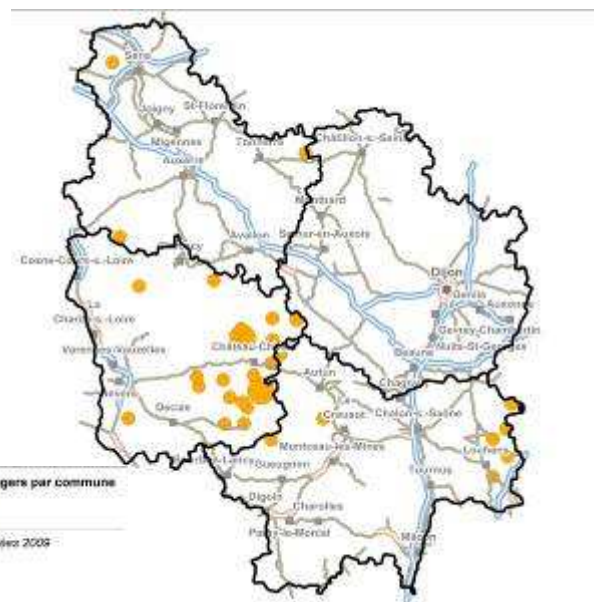 Sens
Joigny
St-Florentin
Migennes
Châtillon-s.-Seine
Tonnerre
Auxerre
Montbard
Avallon
Semur-en-Auxois
Cosne-Cours-s.-Loire
Dijon
Genlis
Auxonne
La
Charité-s.-Loire
Gevrey-Chambertin
Nuits-St-Georges
Varennes-Vauzelles
Château-Ch
Beaune
Nevers
Autun
Chagny
Decize
Creusot
Chalon-s.-Saône
Montceau-les-Mines
Louhans
Gueugnon
Tournus
Digoin
Charolles
Paray-le-Monial
Mâcon
gers par commune
ées 2009